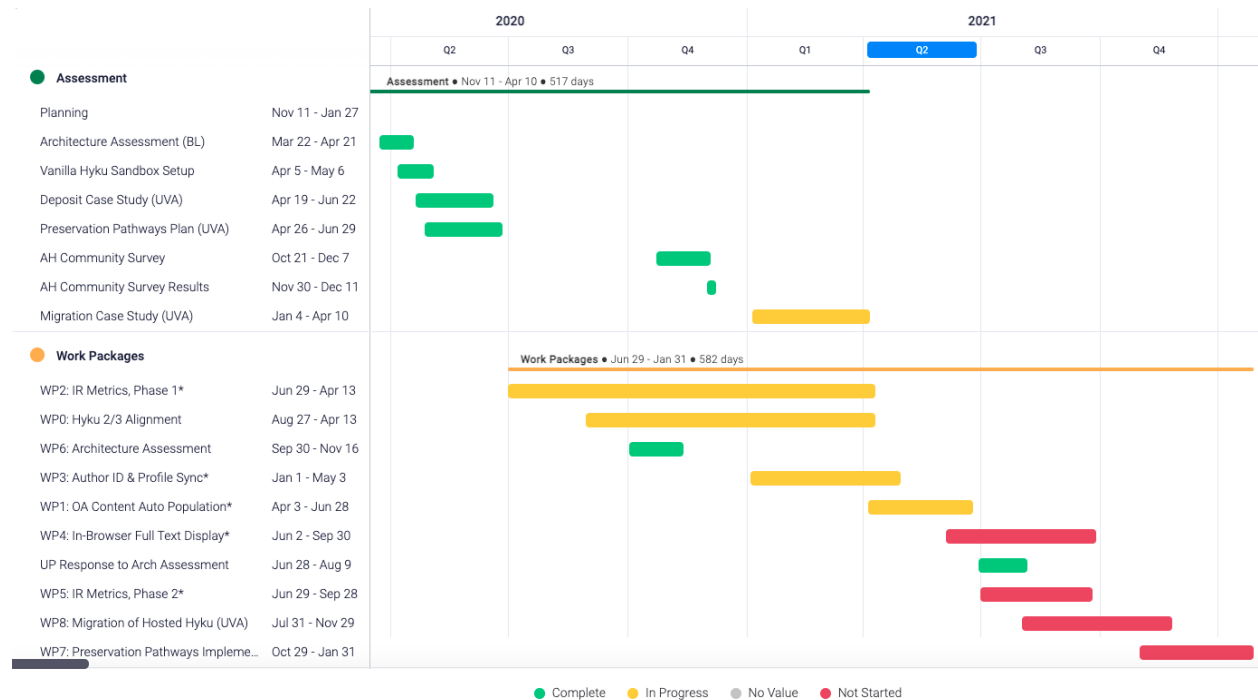 2020 2021
Q2 Q3 Q4 Q1 Q2 Q3 Q4
Assessment
Assessment • Nov 11 - Apr 10 • 517 days
Planning Nov 11 - Jan 27
Architecture Assessment (BL) Mar 22 - Apr 21
Vanilla Hyku Sandbox Setup Apr 5 - May 6
Deposit Case Study (UVA) Apr 19 - Jun 22
Preservation Pathways Plan (UVA) Apr 26 - Jun 29
AH Community Survey Oct 21 - Dec 7
AH Community Survey Results Nov 30 - Dec 11
Migration Case Study (UVA) Jan 4 - Apr 10
Work Packages
Work Packages • Jun 29 - Jan 31 • 582 days
WP2: IR Metrics, Phase 1* Jun 29 - Apr 13
WP0: Hyku 2/3 Alignment Aug 27 - Apr 13
WP6: Architecture Assessment Sep 30 - Nov 16
WP3: Author ID & Profile Sync* Jan 1 - May 3
WP1: OA Content Auto Population* Apr 3 - Jun 28
WP4: In-Browser Full Text Display* Jun 2 - Sep 30
UP Response to Arch Assessment Jun 28 - Aug 9
WP5: IR Metrics, Phase 2* Jun 29 - Sep 28
WP8: Migration of Hosted Hyku (UVA) Jul 31 - Nov 29
WP7: Preservation Pathways Impleme... Oct 29 - Jan 31
Complete In Progress No Value Not Started